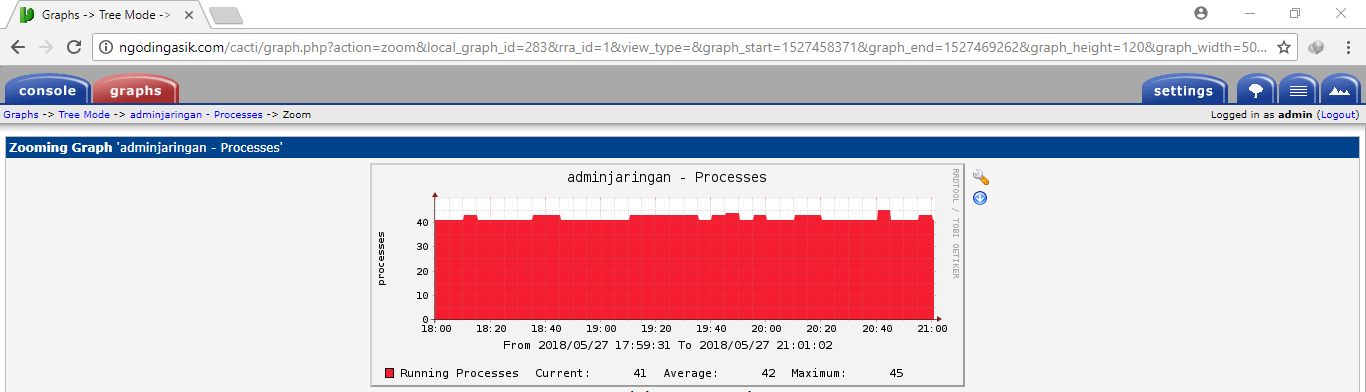 Graphs -> Tree Mode ->
ngodingasik.com/cacti/graph.php?action=zoom&local_graph_id=283&rra_id=1&view_type=&graph_start=1527458371&graph_end=1527469262&graph_height=120&graph_width=50...
console graphs settings
Graphs -> Tree Mode -> adminjaringan - Processes -> Zoom Logged in as admin (Logout)
Zooming Graph 'adminjaringan - Processes'
adminjaringan - Processes
RRDTOOL / TOBI OETIKER
processes
40
30
20
10
0
18:00 18:20 18:40 19:00 19:20 19:40 20:00 20:20 20:40 21:00
From 2018/05/27 17:59:31 To 2018/05/27 21:01:02
Running Processes Current: 41 Average: 42 Maximum: 45